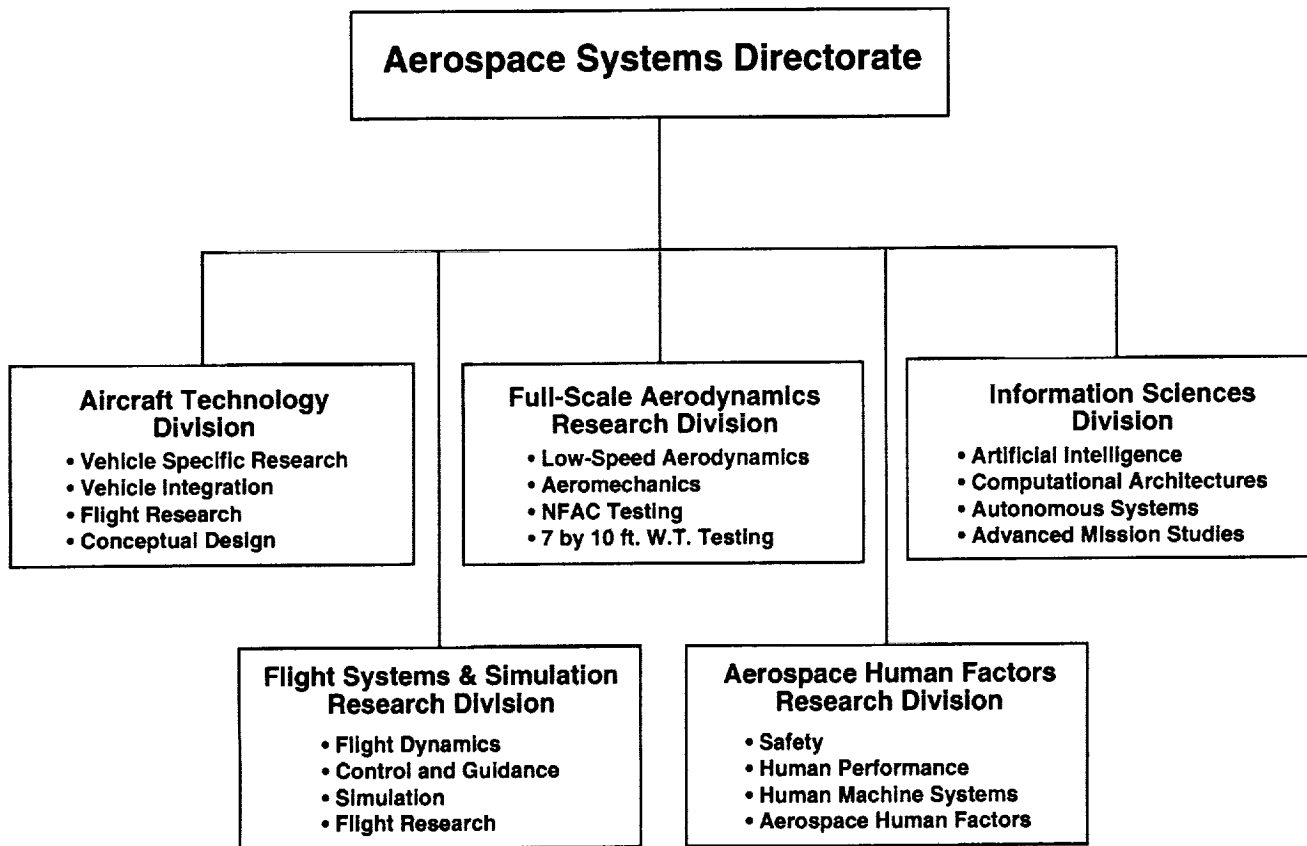 Aerospace Systems Directorate
Aircraft Technology
Division
• Vehicle Specific Research
• Vehicle Integration
• Flight Research
• Conceptual Design
Full-Scale Aerodynamics
Research Division
• Low-Speed Aerodynamics
• Aeromechanics
• NFAC Testing
• 7 by 10 ft. W.T. Testing
Information Sciences
Division
• Artificial Intelligence
• Computational Architectures
• Autonomous Systems
• Advanced Mission Studies
Flight Systems & Simulation
Research Division
• Flight Dynamics
• Control and Guidance
• Simulation
• Flight Research
Aerospace Human Factors
Research Division
• Safety
• Human Performance
• Human Machine Systems
• Aerospace Human Factors